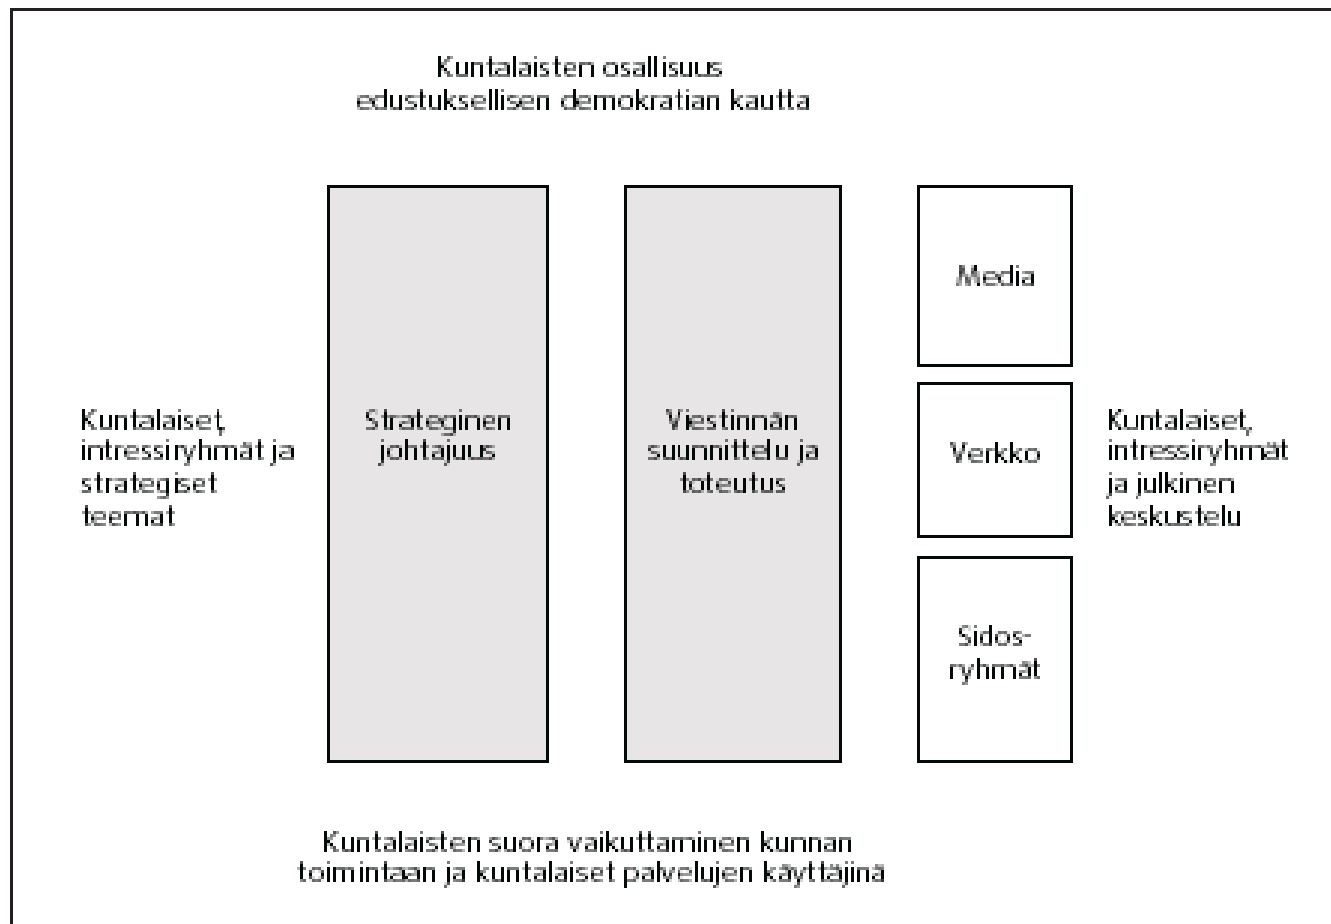 Kuntalaisten osallisuus
edustuksellisen demokratian kautta
Kuntalaiset,
intressiryhmät ja
strategiset
teemat
Strateginen
johtajuus
Viestinnän
suunnittelu ja
toteutus
Media
Verkko
Sidos-
ryhmät
Kuntalaiset,
intressiryhmät
ja julkinen
keskustelu
Kuntalaisten suora vaikuttaminen kunnan
toimintaan ja kuntalaiset palvelujen käyttäjinä